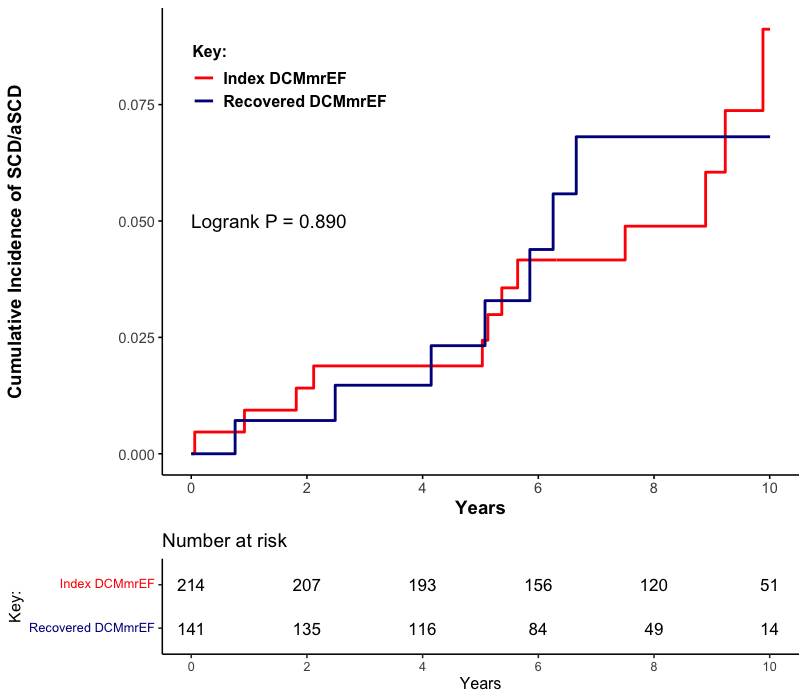 Cumulative Incidence of SCD/aSCD
Key:
Index DCMmrEF
Recovered DCMmrEF
0.075
0.050
0.025
0.000
Logrank P = 0.890
0 2 4 6 8 10
Years
Number at risk
Key:
Index DCMmrEF 214 207 193 156 120 51
Recovered DCMmrEF 141 135 116 84 49 14
0 2 4 6 8 10
Years